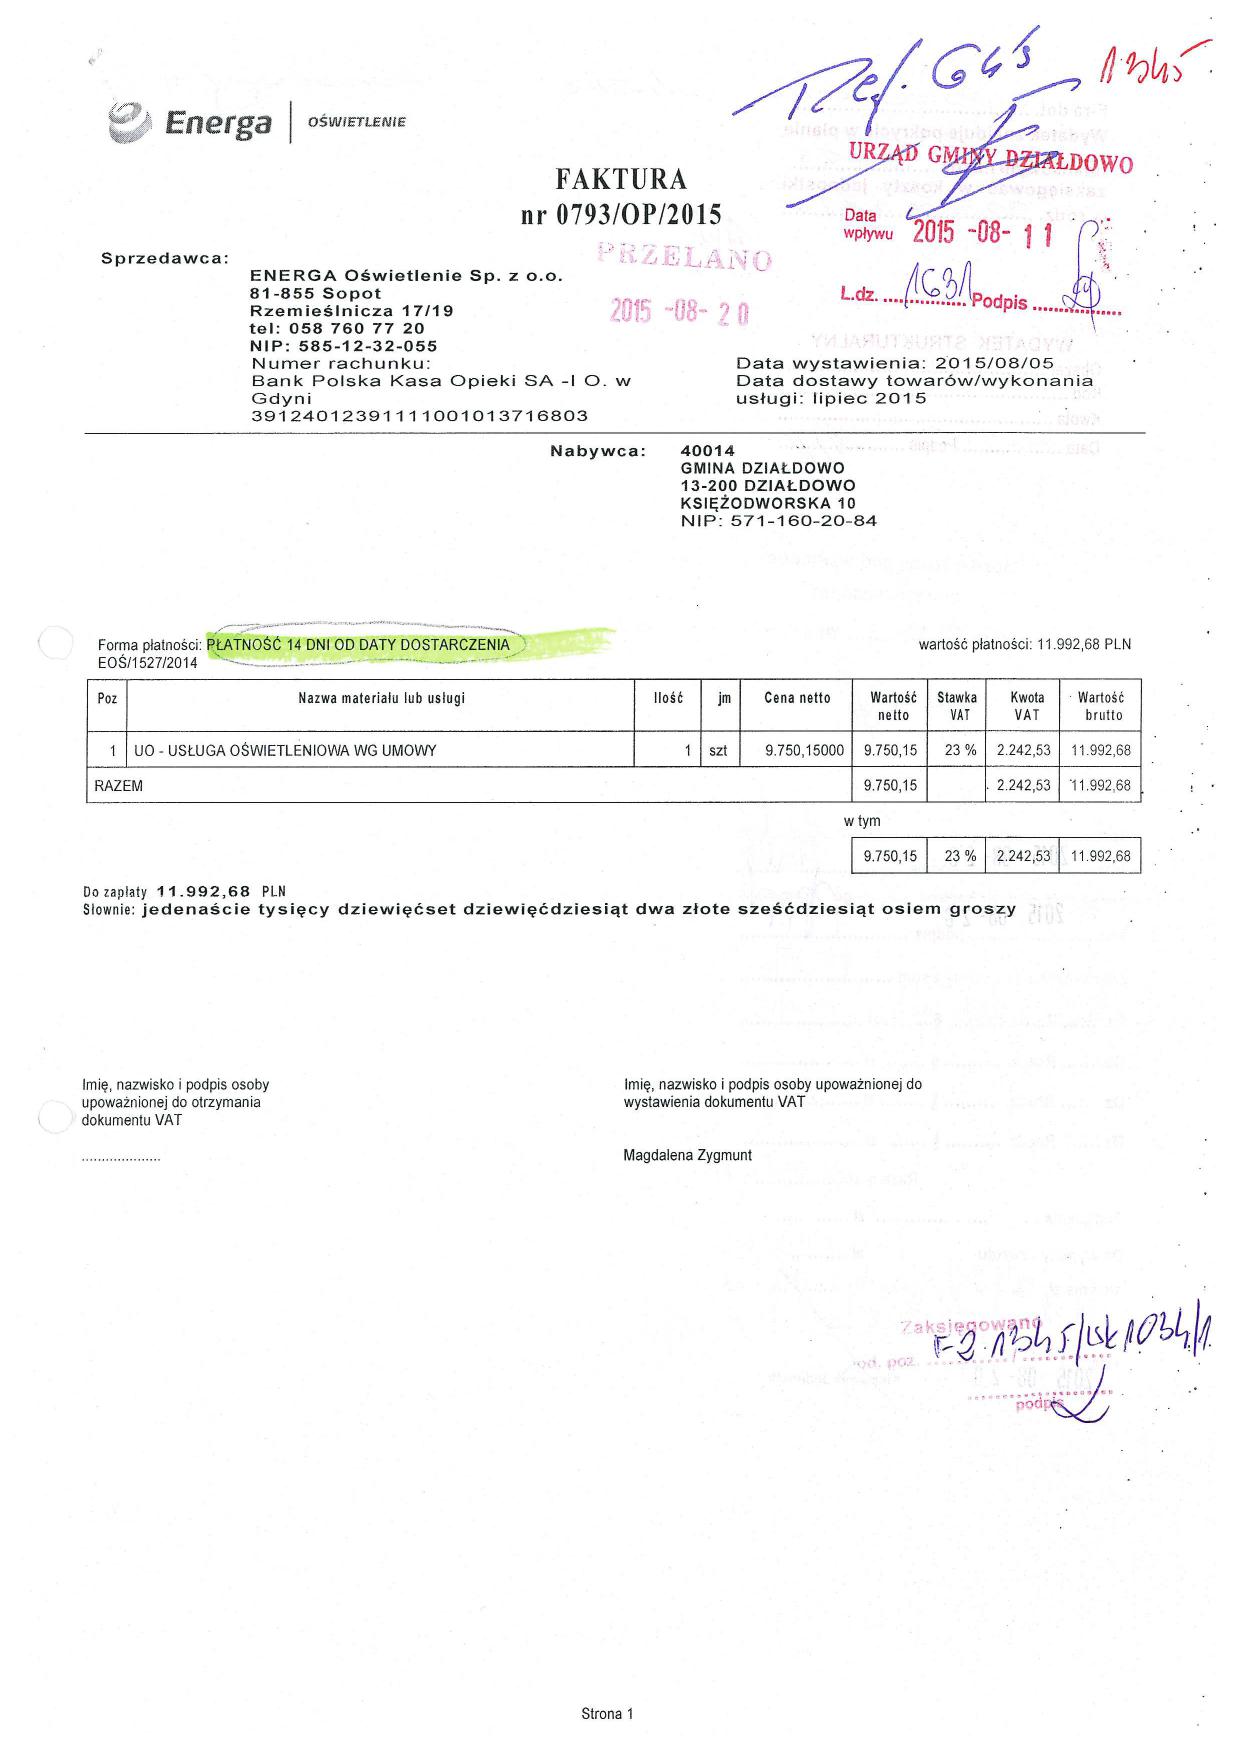 Ref. GKŚ
1345
Energa OŚWIETLENIE
URZĄD GMINY DZIAŁDOWO
FAKTURA
nr 0793/OP/2015
Data
wpływu 2015 -08- 11
PRZELANO
2015 -08- 20
L.dz. 1631 Podpis
Sprzedawca:
ENERGA Oświetlenie Sp. z o.o.
81-855 Sopot
Rzemieślnicza 17/19
tel: 058 760 77 20
NIP: 585-12-32-055
Numer rachunku:
Bank Polska Kasa Opieki SA -I O. w
Gdyni
39124012391111001013716803
Data wystawienia: 2015/08/05
Data dostawy towarów/wykonania
usługi: lipiec 2015
Nabywca:
40014
GMINA DZIAŁDOWO
13-200 DZIAŁDOWO
KSIĘŻODWORSKA 10
NIP: 571-160-20-84
Forma płatności: PŁATNOŚĆ 14 DNI OD DATY DOSTARCZENIA
wartość płatności: 11.992,68 PLN
EOŚ/1527/2014
Poz Nazwa materiału lub usługi Ilość jm Cena netto Wartość netto Stawka VAT Kwota VAT Wartość brutto
1 UO - USŁUGA OŚWIETLENIOWA WG UMOWY 1 szt 9.750,15000 9.750,15 23 % 2.242,53 11.992,68
RAZEM 9.750,15 2.242,53 11.992,68
w tym
9.750,15 23 % 2.242,53 11.992,68
Do zapłaty 11.992,68 PLN
Słownie: jedenaście tysięcy dziewięćset dziewięćdziesiąt dwa złote sześćdziesiąt osiem groszy
Imię, nazwisko i podpis osoby
upoważnionej do otrzymania
dokumentu VAT
....................
Imię, nazwisko i podpis osoby upoważnionej do
wystawienia dokumentu VAT
Magdalena Zygmunt
Zaksięgowano
pod. poz.
podpis
Strona 1